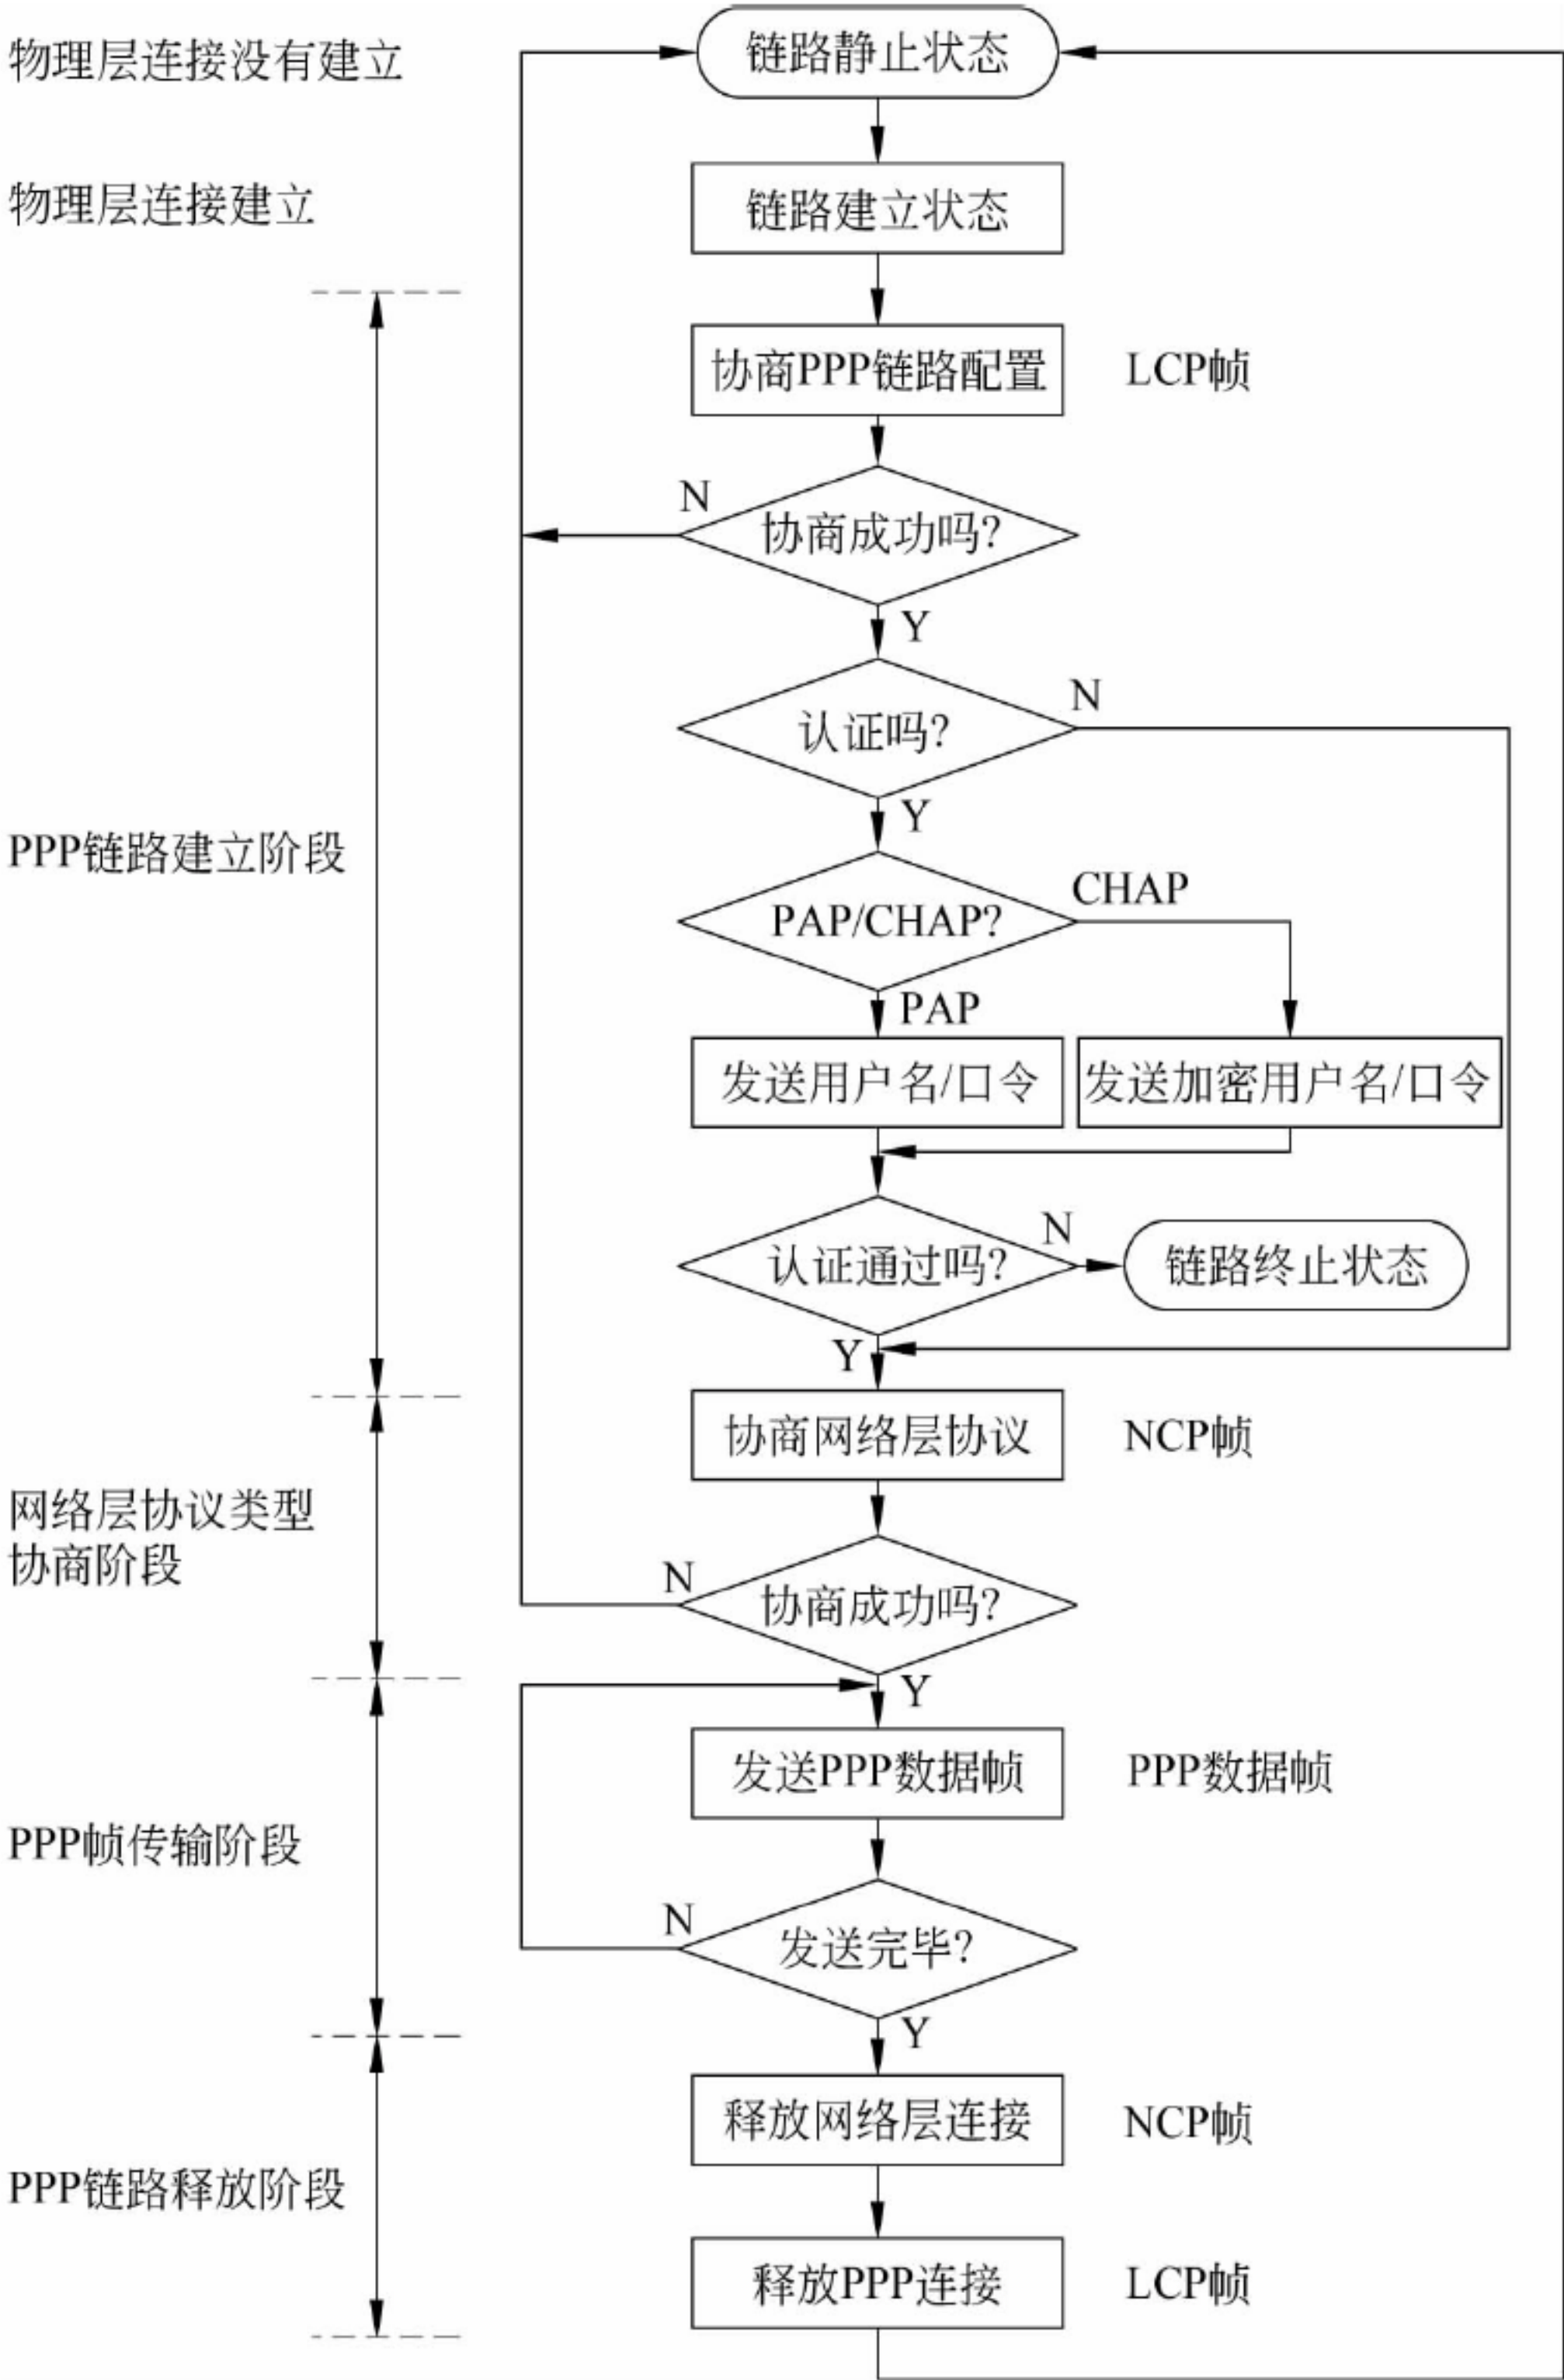 物理层连接没有建立
链路静止状态
物理层连接建立
链路建立状态
协商PPP链路配置
LCP帧
N
协商成功吗?
Y
N
认证吗?
Y
PPP链路建立阶段
CHAP
PAP/CHAP?
PAP
发送用户名/口令
发送加密用户名/口令
N
认证通过吗?
链路终止状态
Y
协商网络层协议
NCP帧
网络层协议类型
协商阶段
N
协商成功吗?
Y
发送PPP数据帧
PPP数据帧
PPP帧传输阶段
N
发送完毕?
Y
释放网络层连接
NCP帧
PPP链路释放阶段
释放PPP连接
LCP帧